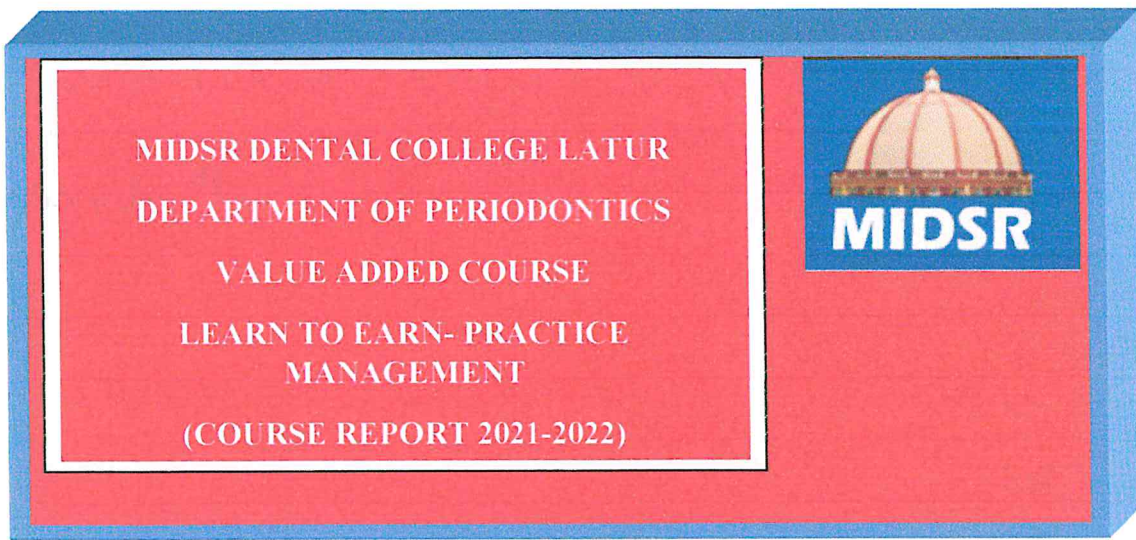 MIDSR DENTAL COLLEGE LATUR
DEPARTMENT OF PERIODONTICS
VALUE ADDED COURSE
LEARN TO EARN- PRACTICE
MANAGEMENT
(COURSE REPORT 2021-2022)
MIDSR